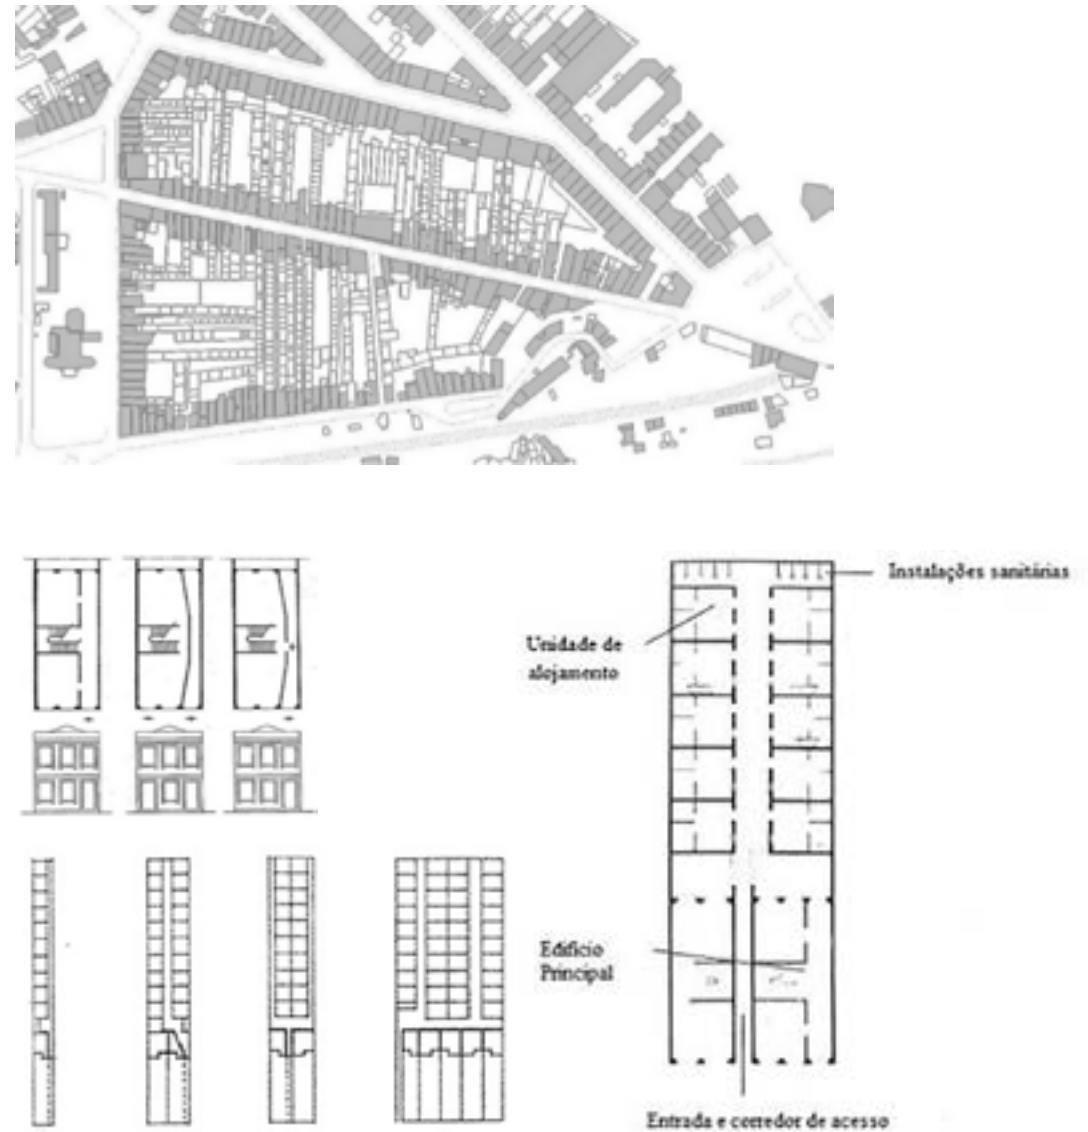 Instalações sanitárias
Unidade de
alojamento
Edifício
Principal
Entrada e corredor de acesso